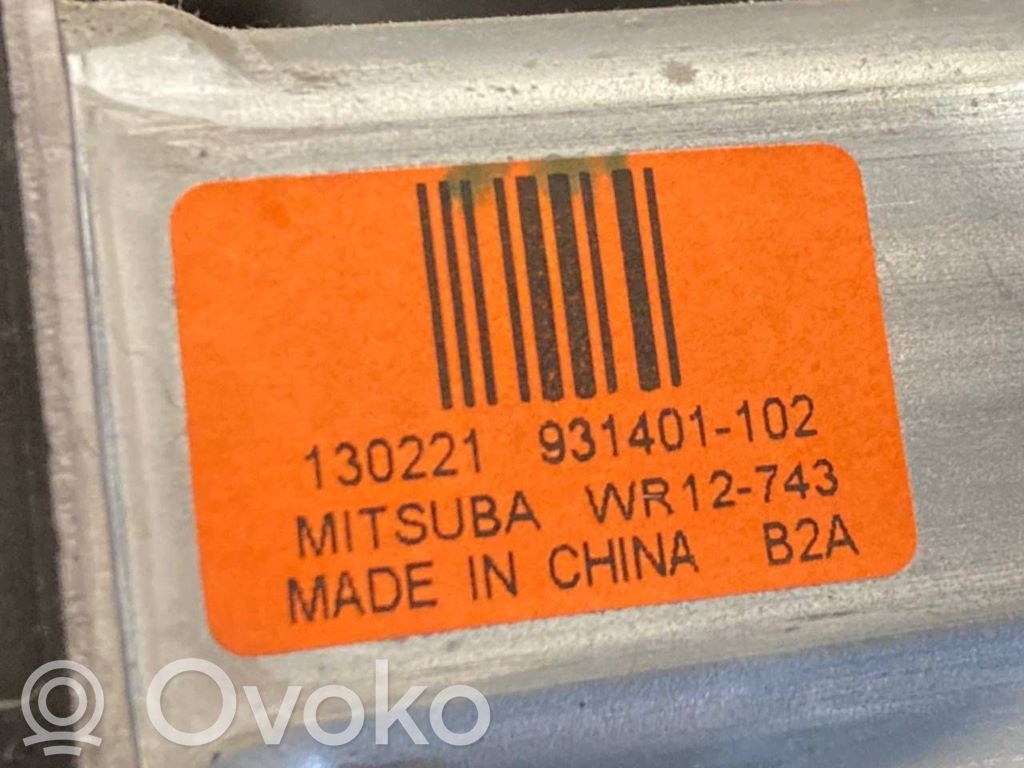 130221 931401-102
MITSUBA WR12-743
MADE IN CHINA B2A
Ovoko